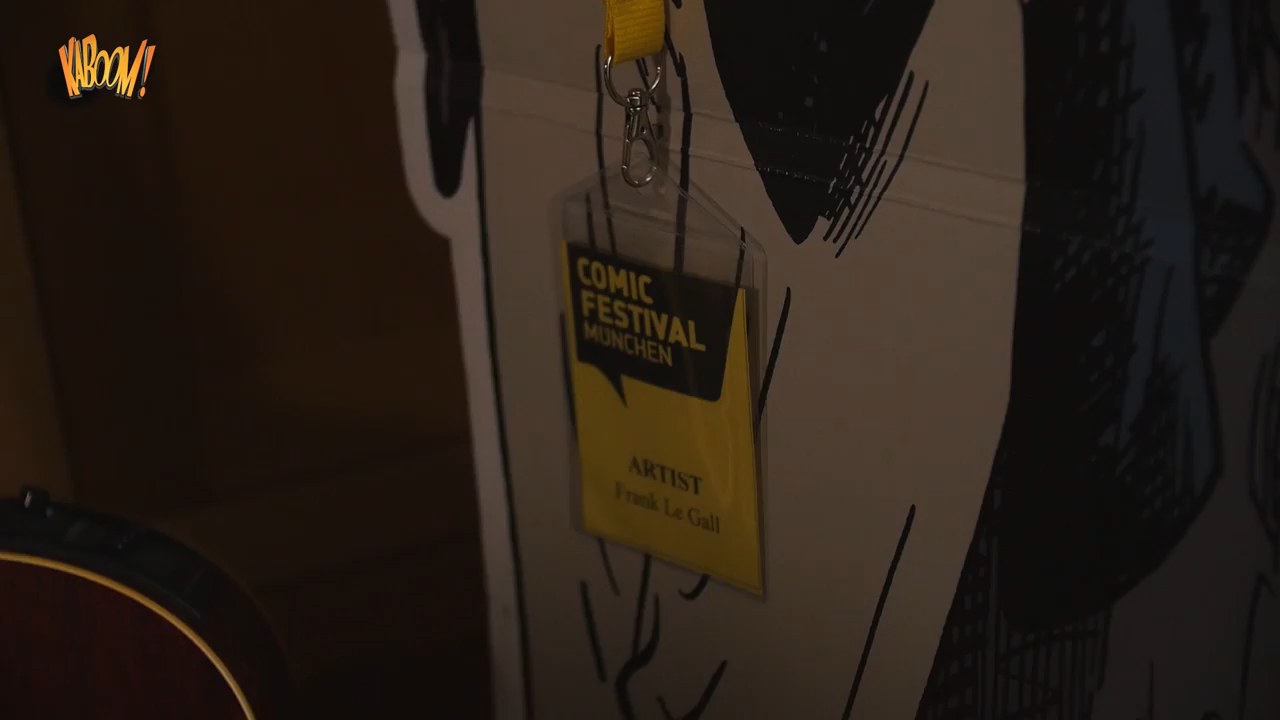 KABOOM!
COMIC
FESTIVAL
MÜNCHEN
ARTIST
Frank Le Gall